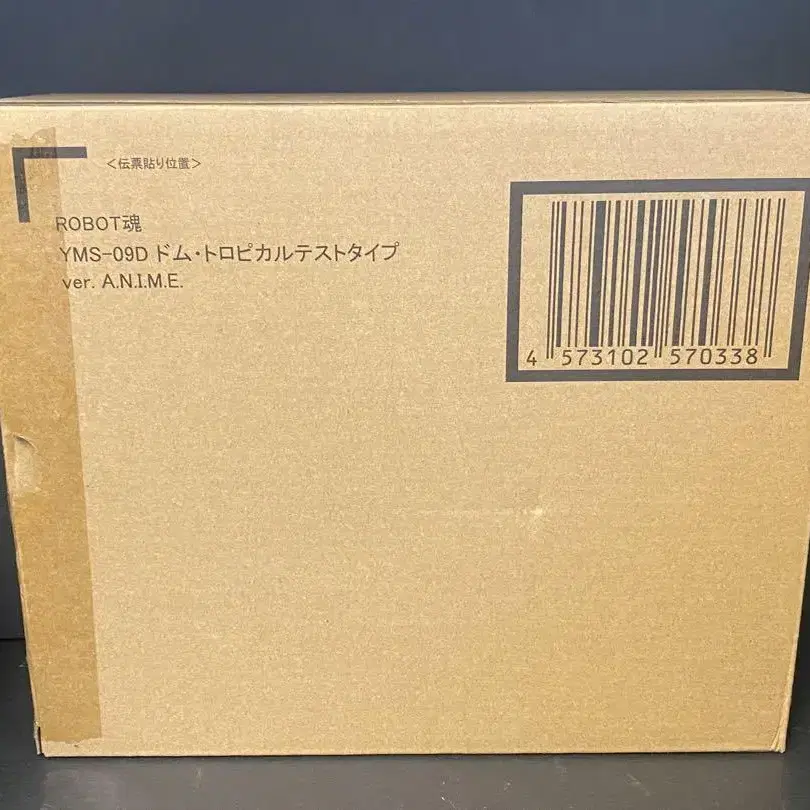 ＜伝票貼り位置＞
ROBOT魂
YMS-09D ドム・トロピカルテストタイプ
ver. A.N.I.M.E.
4 573102 570338